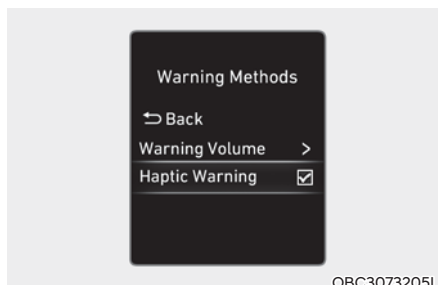 Warning Methods
Back
Warning Volume >
Haptic Warning
OBC3073205L